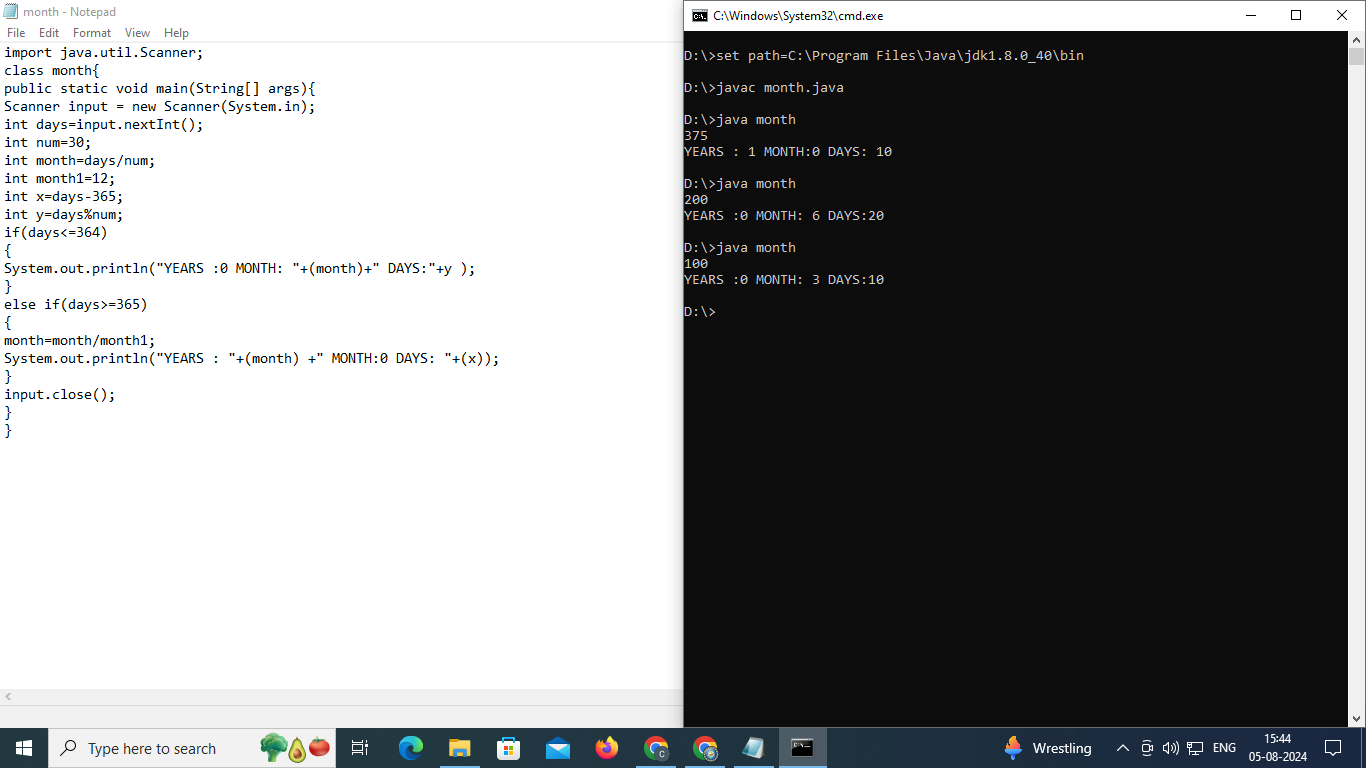 month - Notepad
File Edit Format View Help
import java.util.Scanner;
class month{
public static void main(String[] args){
Scanner input = new Scanner(System.in);
int days=input.nextInt();
int num=30;
int month=days/num;
int month1=12;
int x=days-365;
int y=days%num;
if(days<=364)
{
System.out.println("YEARS :0 MONTH: "+(month)+" DAYS:"+y );
}
else if(days>=365)
{
month=month/month1;
System.out.println("YEARS : "+(month) +" MONTH:0 DAYS: "+(x));
}
input.close();
}
}
C:\Windows\System32\cmd.exe
D:\>set path=C:\Program Files\Java\jdk1.8.0_40\bin
D:\>javac month.java
D:\>java month
375
YEARS : 1 MONTH:0 DAYS: 10
D:\>java month
200
YEARS :0 MONTH: 6 DAYS:20
D:\>java month
100
YEARS :0 MONTH: 3 DAYS:10
D:\>
Type here to search
Wrestling
ENG
15:44
05-08-2024